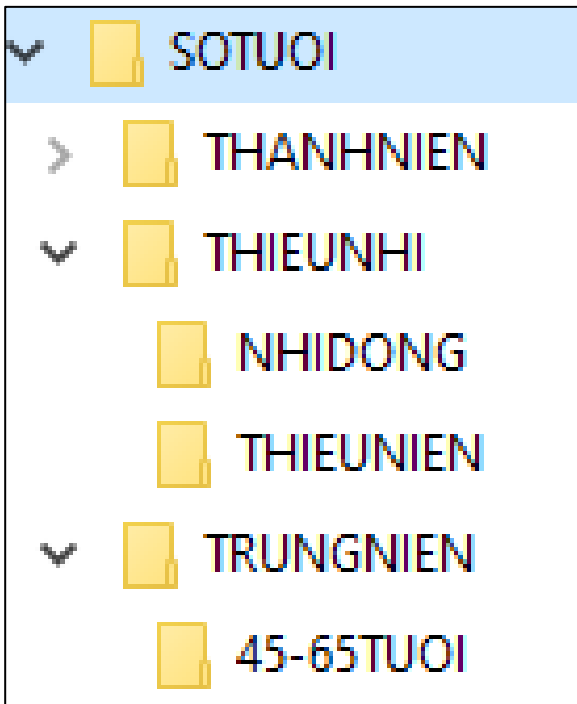 SOTUOI
THANHNIEN
THIEUNHI
NHIDONG
THIEUNIEN
TRUNGNIEN
45-65TUOI